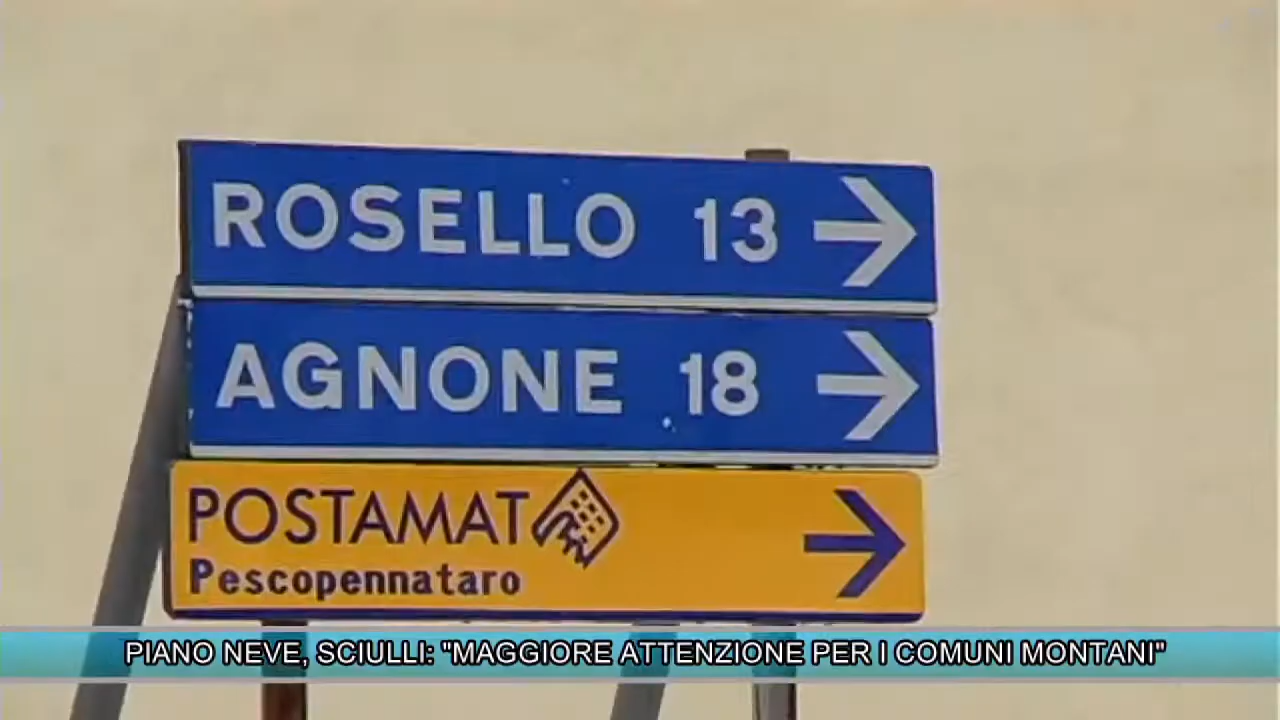 ROSELLO 13
AGNONE 18
POSTAMAT
Pescopennataro
PIANO NEVE, SCIULLI: "MAGGIORE ATTENZIONE PER I COMUNI MONTANI"